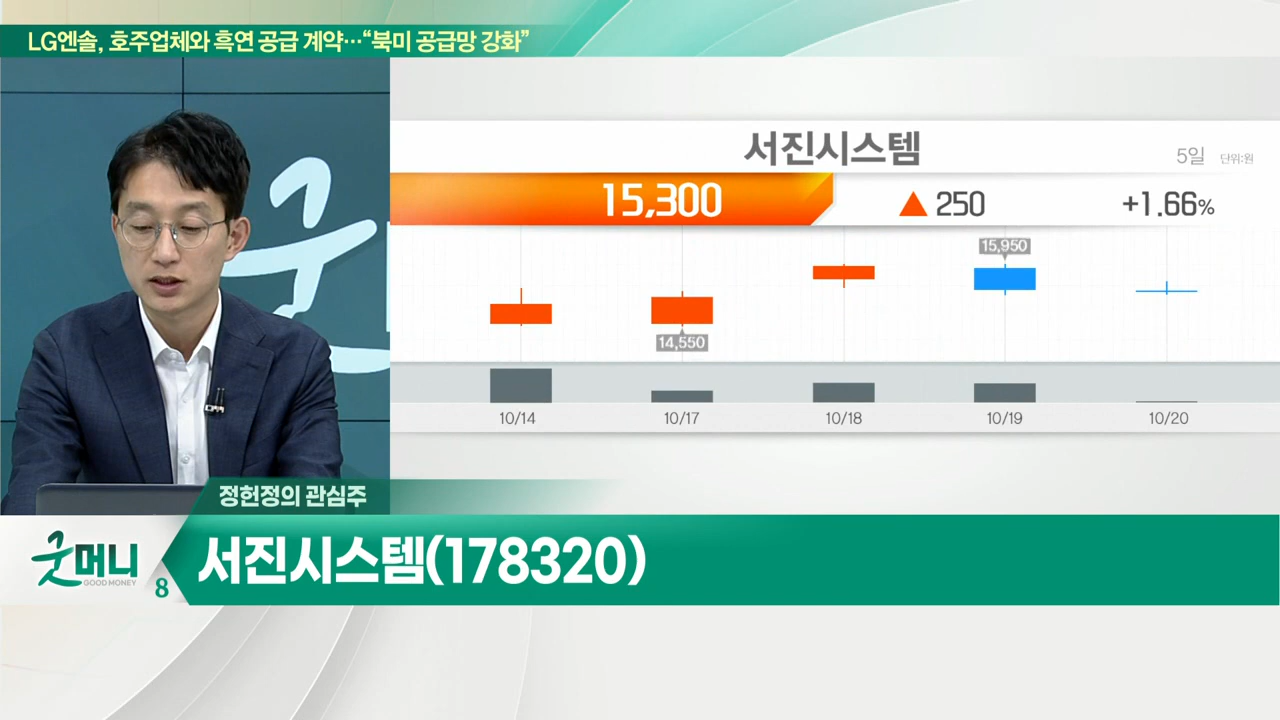 LG엔솔, 호주업체와 흑연 공급 계약…“북미 공급망 강화”
서진시스템
5일 단위:원
15,300 ▲ 250 +1.66%
15,950
14,550
10/14 10/17 10/18 10/19 10/20
정헌정의 관심주
굿머니
GOOD MONEY
8
서진시스템(178320)